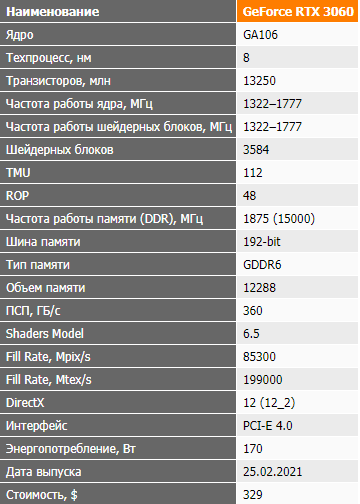 Наименование GeForce RTX 3060
Ядро GA106
Техпроцесс, нм 8
Транзисторов, млн 13250
Частота работы ядра, МГц 1322–1777
Частота работы шейдерных блоков, МГц 1322–1777
Шейдерных блоков 3584
TMU 112
ROP 48
Частота работы памяти (DDR), МГц 1875 (15000)
Шина памяти 192-bit
Тип памяти GDDR6
Объем памяти 12288
ПСП, ГБ/с 360
Shaders Model 6.5
Fill Rate, Mpix/s 85300
Fill Rate, Mtex/s 199000
DirectX 12 (12_2)
Интерфейс PCI-E 4.0
Энергопотребление, Вт 170
Дата выпуска 25.02.2021
Стоимость, $ 329